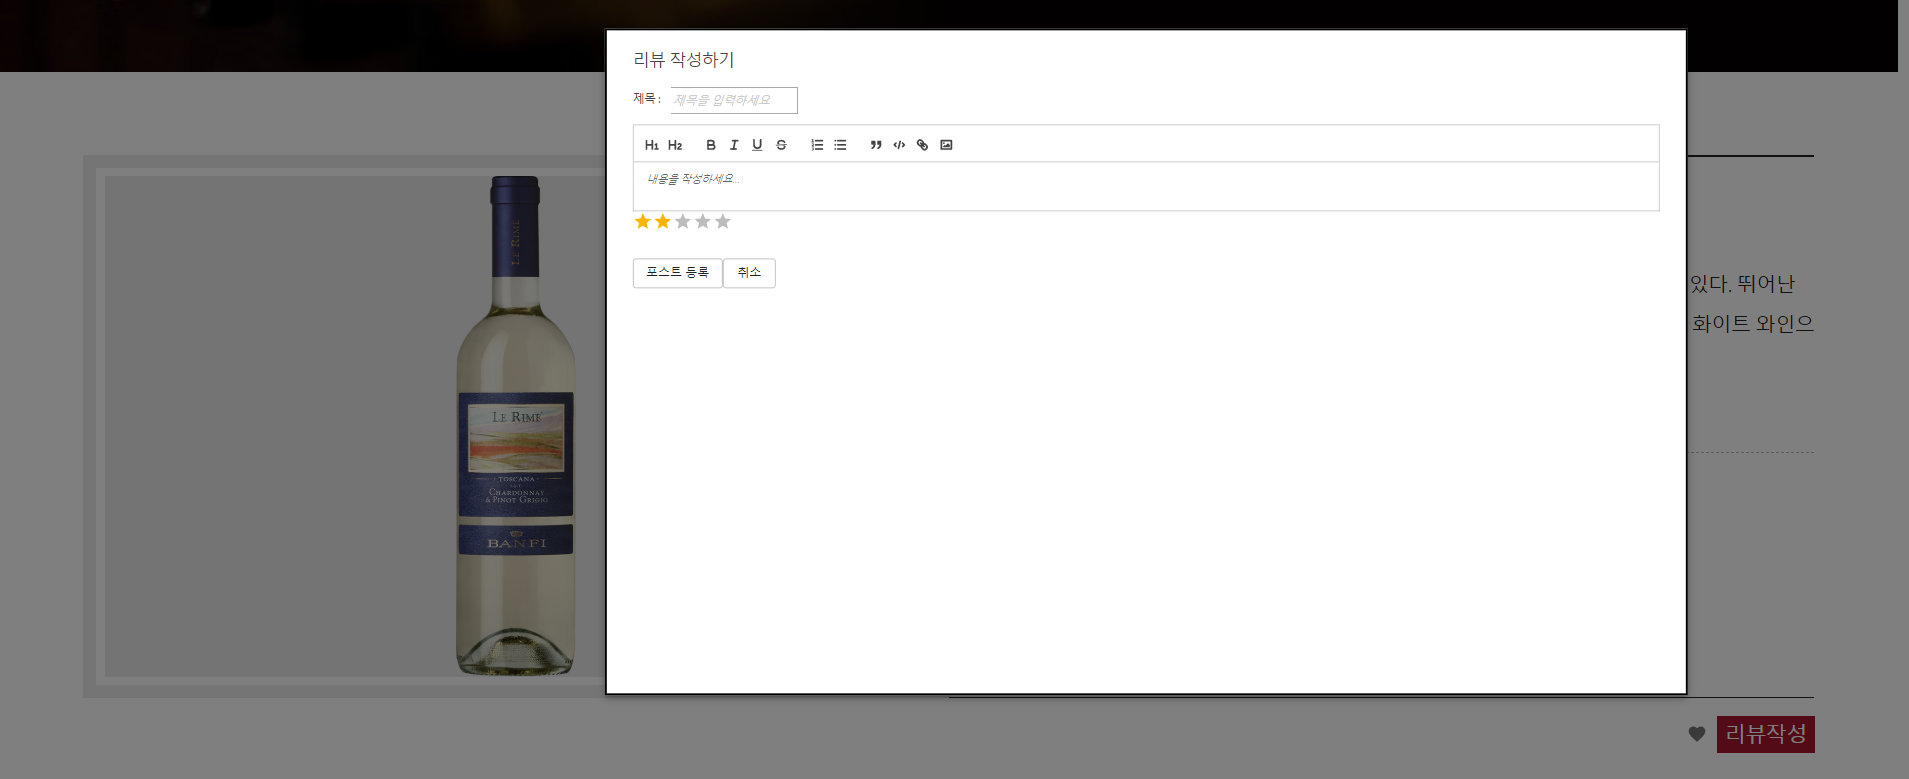 리뷰 작성하기
제목 :
제목을 입력하세요
H1 H2 B I U S
내용을 작성하세요...
포스트 등록
취소
LE RIME
LE RIME
TOSCANA
CHARDONNAY
& PINOT GRIGIO
BANFI
있다. 뛰어난
화이트 와인으
리뷰작성